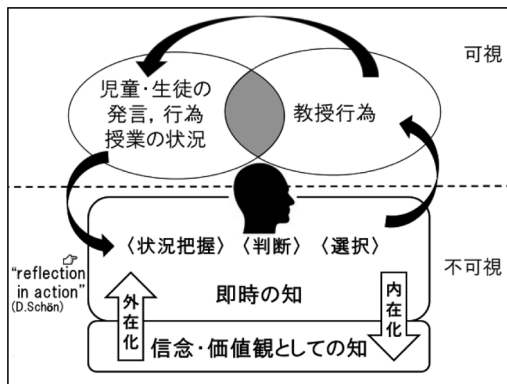 可視
児童・生徒の
発言，行為
授業の状況
教授行為
〈状況把握〉〈判断〉〈選択〉
☞
“reflection
in action”
(D.Schön)
不可視
即時の知
外在化
内在化
信念・価値観としての知